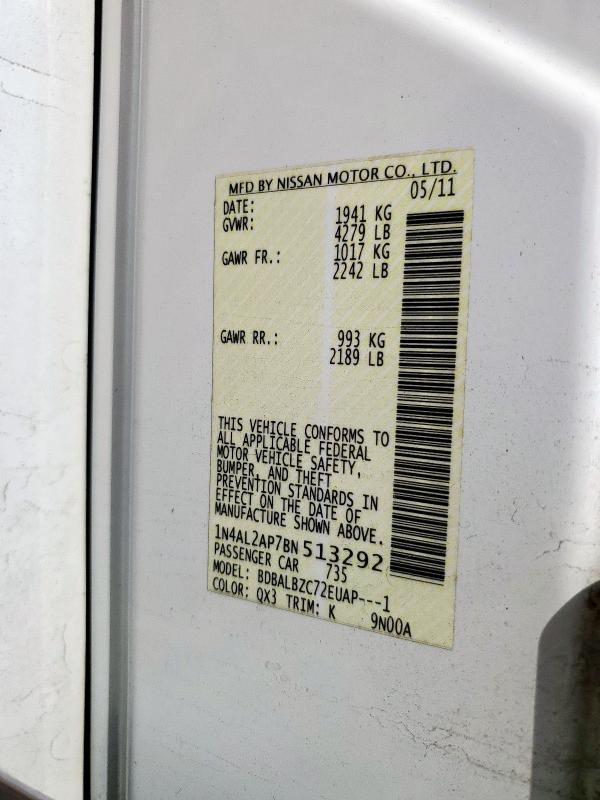 MFD BY NISSAN MOTOR CO., LTD.
DATE: 05/11
GVWR: 1941 KG
4279 LB
GAWR FR.: 1017 KG
2242 LB
GAWR RR.: 993 KG
2189 LB
THIS VEHICLE CONFORMS TO
ALL APPLICABLE FEDERAL
MOTOR VEHICLE SAFETY,
BUMPER, AND THEFT
PREVENTION STANDARDS IN
EFFECT ON THE DATE OF
MANUFACTURE SHOWN ABOVE.
1N4AL2AP7BN513292
PASSENGER CAR 735
MODEL: BDBALBZC72EUAP---1
COLOR: QX3 TRIM: K 9N00A